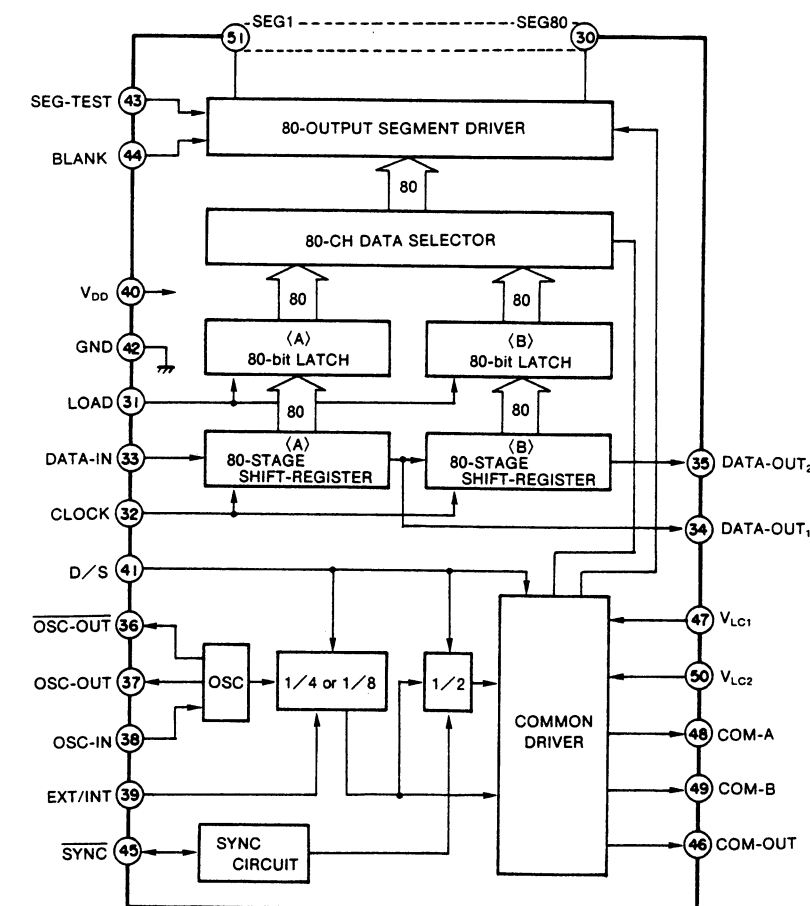 SEG1
SEG80
51
30
SEG-TEST 43
80-OUTPUT SEGMENT DRIVER
BLANK 44
80
80-CH DATA SELECTOR
VDD 40
80
80
GND 42
⟨A⟩
80-bit LATCH
⟨B⟩
80-bit LATCH
LOAD 31
80
80
DATA-IN 33
⟨A⟩
80-STAGE
SHIFT-REGISTER
⟨B⟩
80-STAGE
SHIFT-REGISTER
35 DATA-OUT2
CLOCK 32
34 DATA-OUT1
D/S 41
OSC-OUT 36
47 VLC1
OSC-OUT 37
OSC
1/4 or 1/8
1/2
50 VLC2
COMMON
DRIVER
OSC-IN 38
48 COM-A
EXT/INT 39
49 COM-B
SYNC 45
SYNC
CIRCUIT
46 COM-OUT